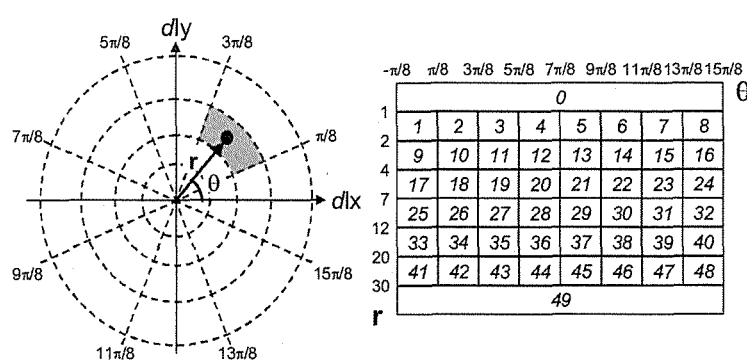 dly
5π/8
3π/8
7π/8
π/8
r
θ
dlx
9π/8
15π/8
11π/8
13π/8
-π/8 π/8 3π/8 5π/8 7π/8 9π/8 11π/8 13π/8 15π/8
θ
0
1
1 2 3 4 5 6 7 8
2
9 10 11 12 13 14 15 16
4
17 18 19 20 21 22 23 24
7
25 26 27 28 29 30 31 32
12
33 34 35 36 37 38 39 40
20
41 42 43 44 45 46 47 48
30
49
r